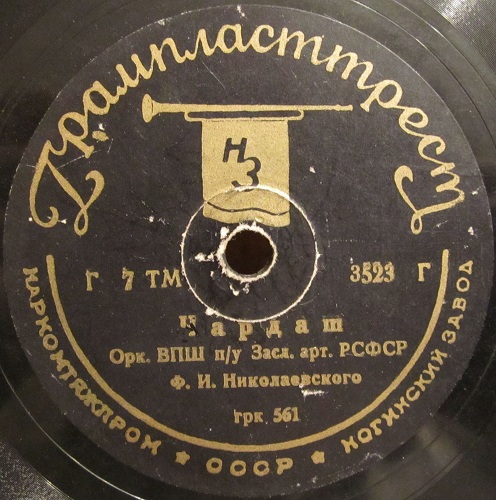 Грампласттрест
НЗ
Г 7 ТМ 3523 Г
Чардаш
Орк. ВПШ п/у Засл. арт. РСФСР
Ф. И. Николаевского
грк 561
НАРКОМТЯЖПРОМ ★ СССР ★ НОГИНСКИЙ ЗАВОД